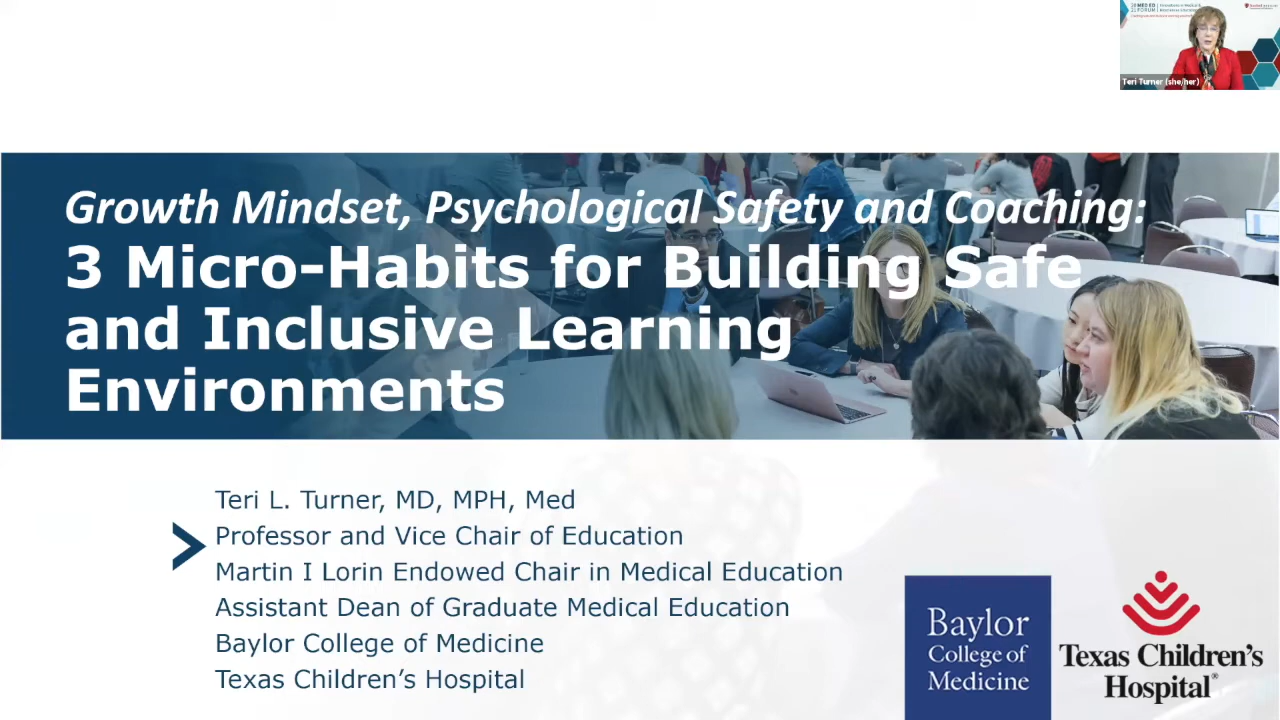 Teri Turner (she/her)
Growth Mindset, Psychological Safety and Coaching:
3 Micro-Habits for Building Safe
and Inclusive Learning
Environments
Teri L. Turner, MD, MPH, Med
Professor and Vice Chair of Education
Martin I Lorin Endowed Chair in Medical Education
Assistant Dean of Graduate Medical Education
Baylor College of Medicine
Texas Children’s Hospital
Baylor
College of
Medicine
Texas Children's
Hospital®